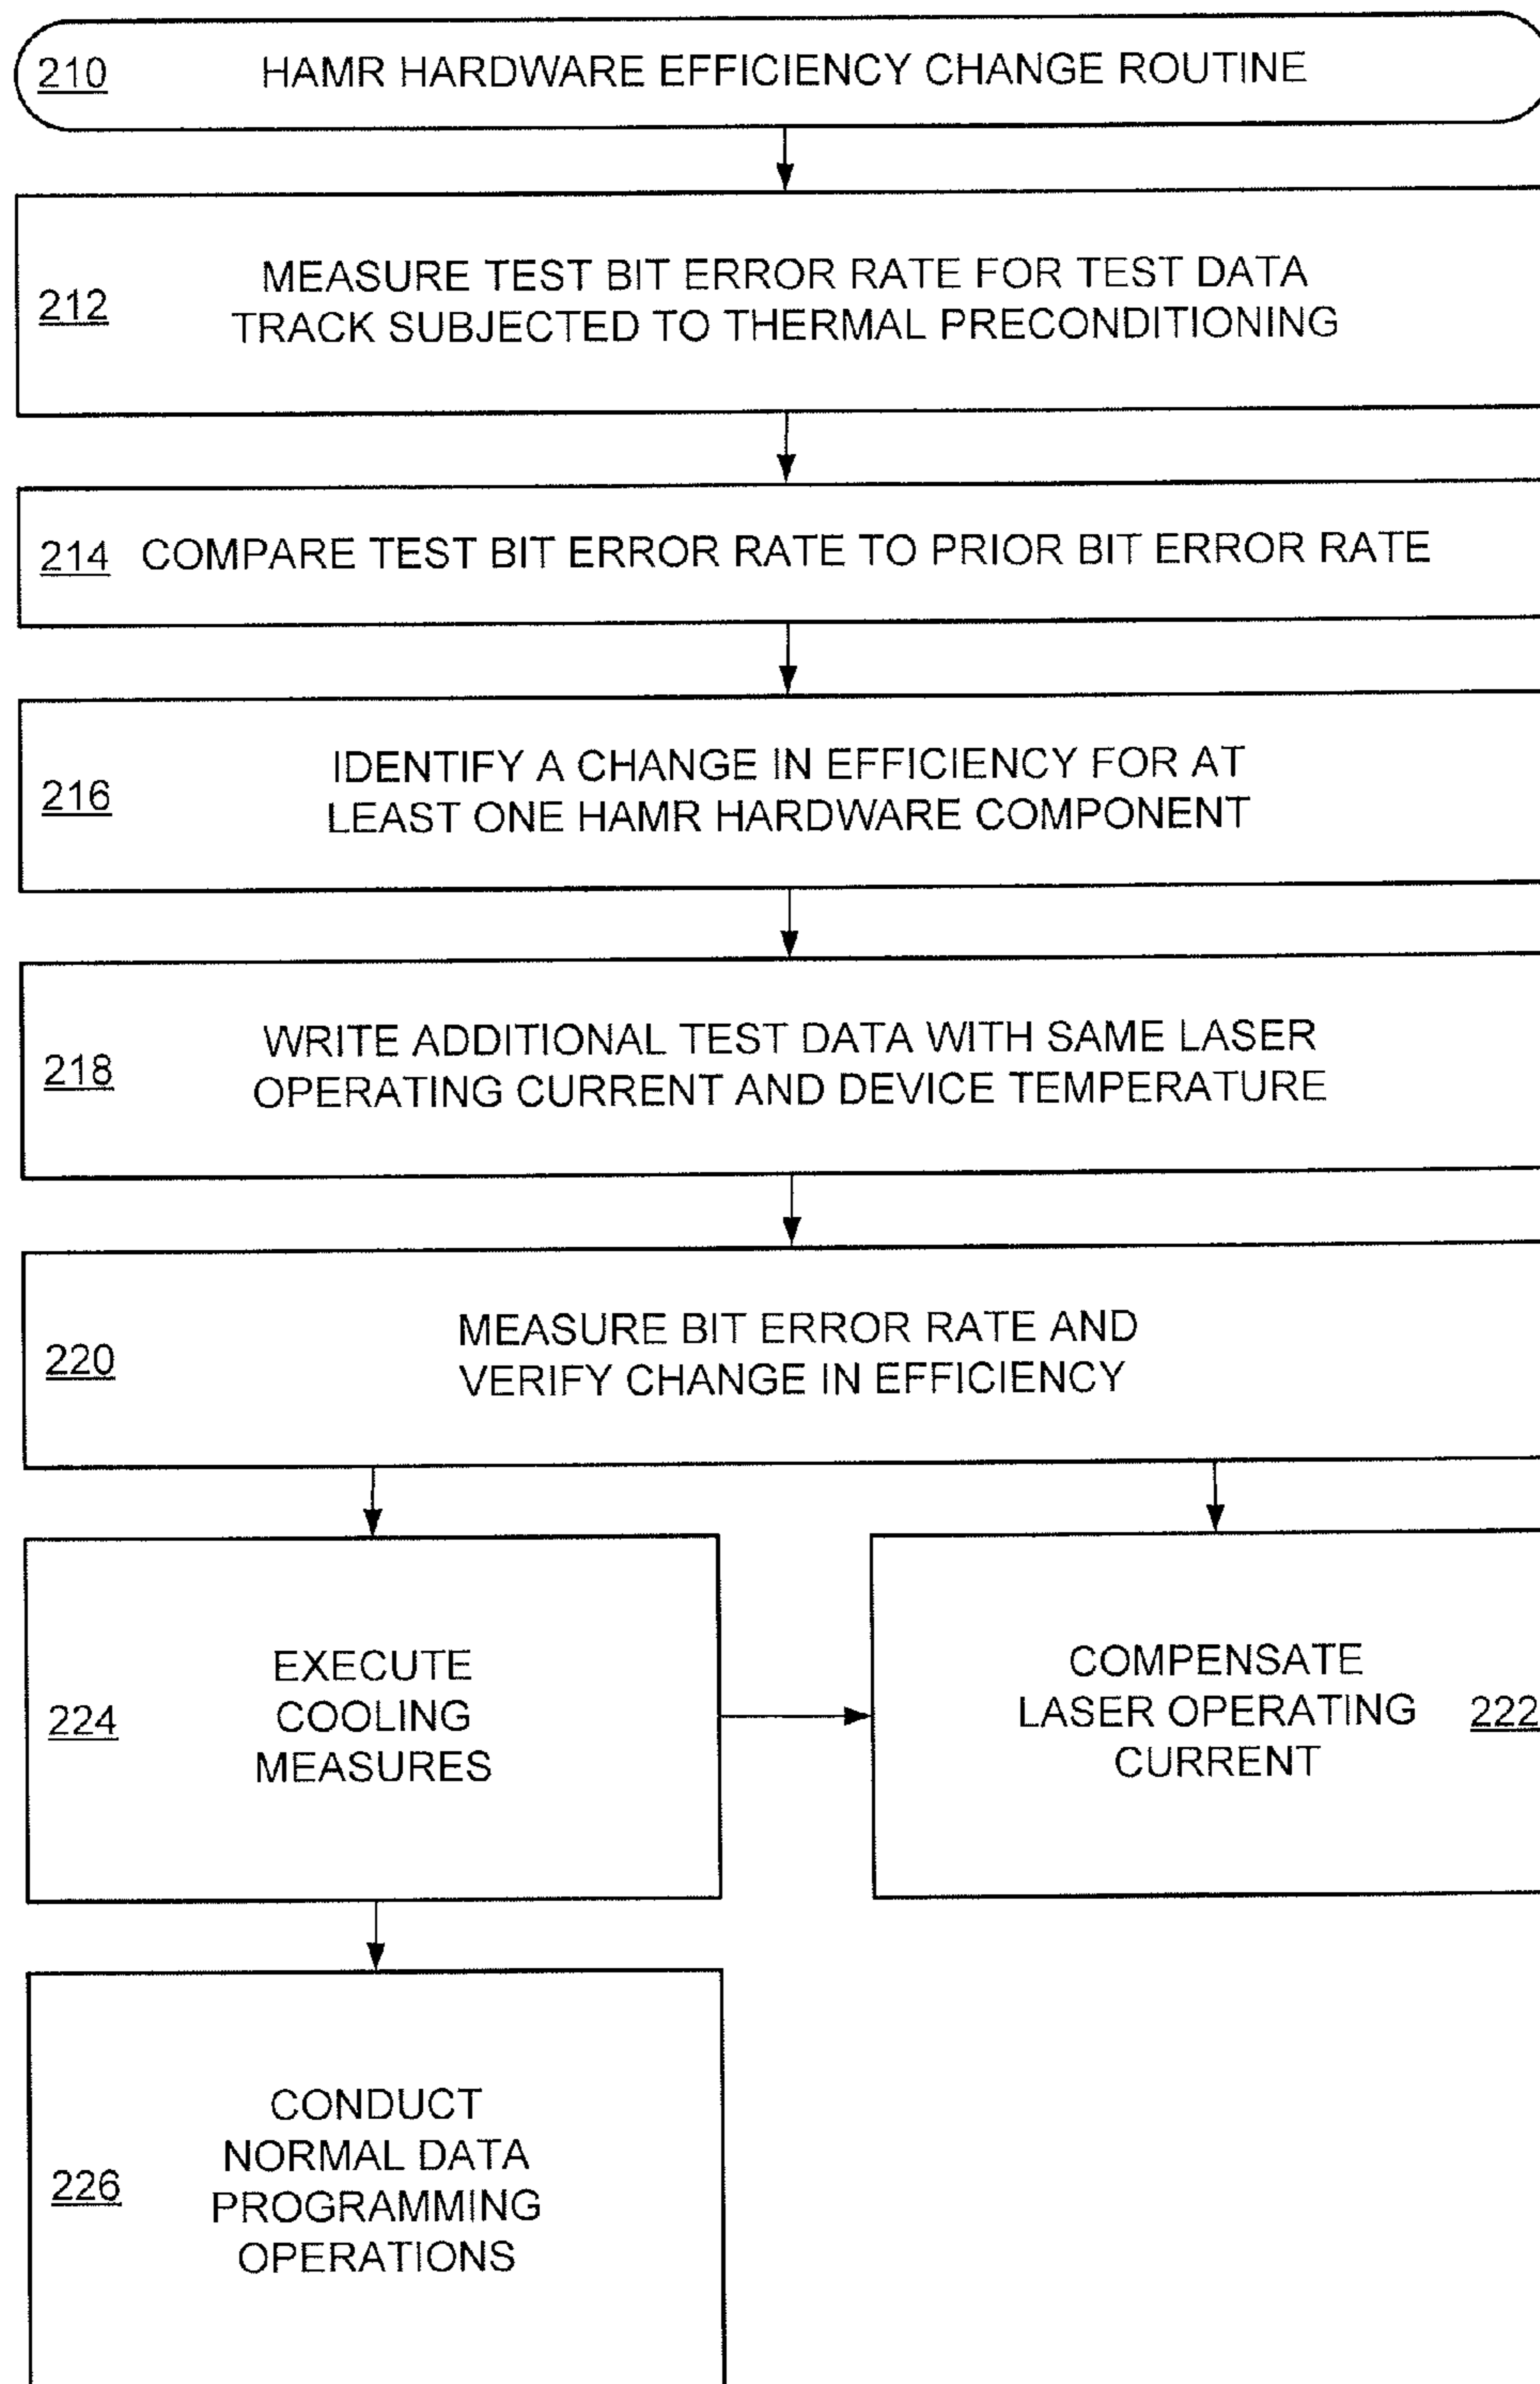 210 HAMR HARDWARE EFFICIENCY CHANGE ROUTINE
212
MEASURE TEST BIT ERROR RATE FOR TEST DATA
TRACK SUBJECTED TO THERMAL PRECONDITIONING
214 COMPARE TEST BIT ERROR RATE TO PRIOR BIT ERROR RATE
216
IDENTIFY A CHANGE IN EFFICIENCY FOR AT
LEAST ONE HAMR HARDWARE COMPONENT
218
WRITE ADDITIONAL TEST DATA WITH SAME LASER
OPERATING CURRENT AND DEVICE TEMPERATURE
220
MEASURE BIT ERROR RATE AND
VERIFY CHANGE IN EFFICIENCY
224
EXECUTE
COOLING
MEASURES
COMPENSATE
LASER OPERATING
CURRENT
222
226
CONDUCT
NORMAL DATA
PROGRAMMING
OPERATIONS